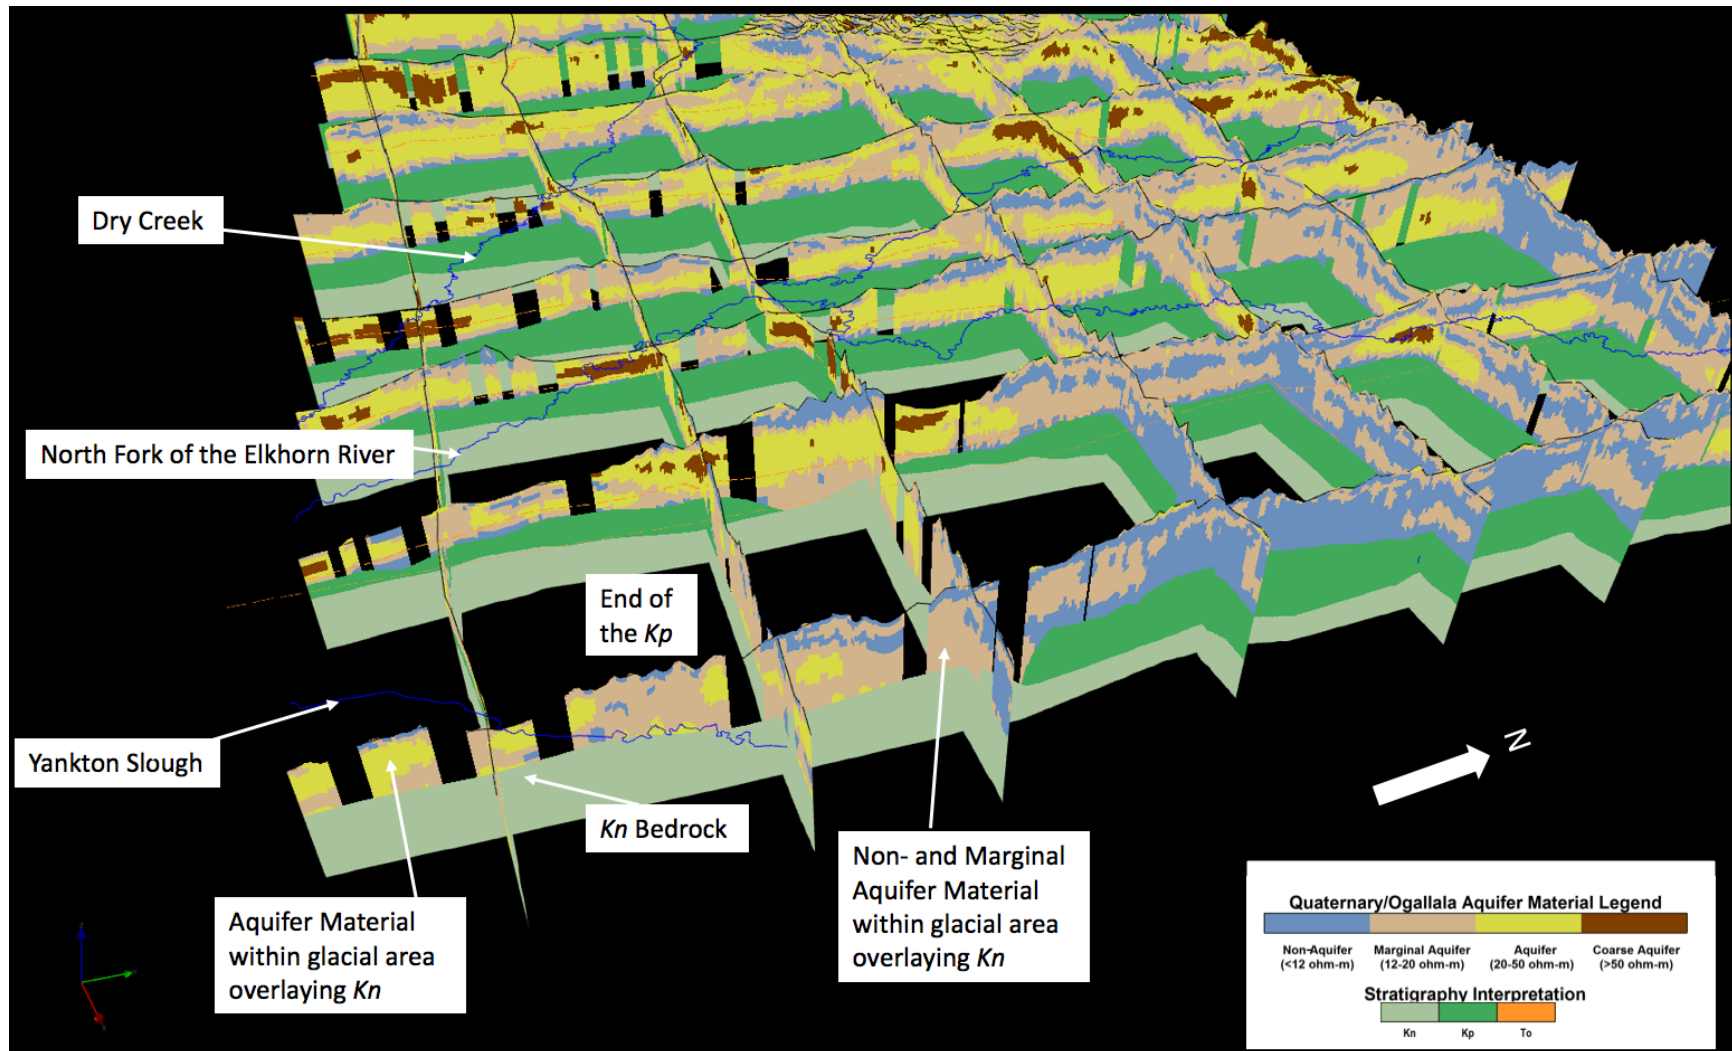 Dry Creek
North Fork of the Elkhorn River
End of
the Kp
Yankton Slough
Kn Bedrock
N
Aquifer Material
within glacial area
overlaying Kn
Non- and Marginal
Aquifer Material
within glacial area
overlaying Kn
Quaternary/Ogallala Aquifer Material Legend
Non-Aquifer Marginal Aquifer Aquifer Coarse Aquifer
(<12 ohm-m) (12-20 ohm-m) (20-50 ohm-m) (>50 ohm-m)
Stratigraphy Interpretation
Kn Kp To